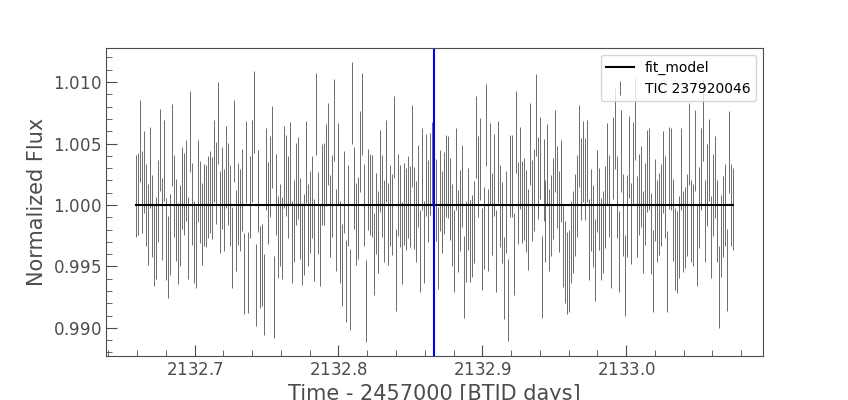 fit_model
TIC 237920046
1.010
1.005
1.000
0.995
0.990
Normalized Flux
2132.7 2132.8 2132.9 2133.0
Time - 2457000 [BTJD days]